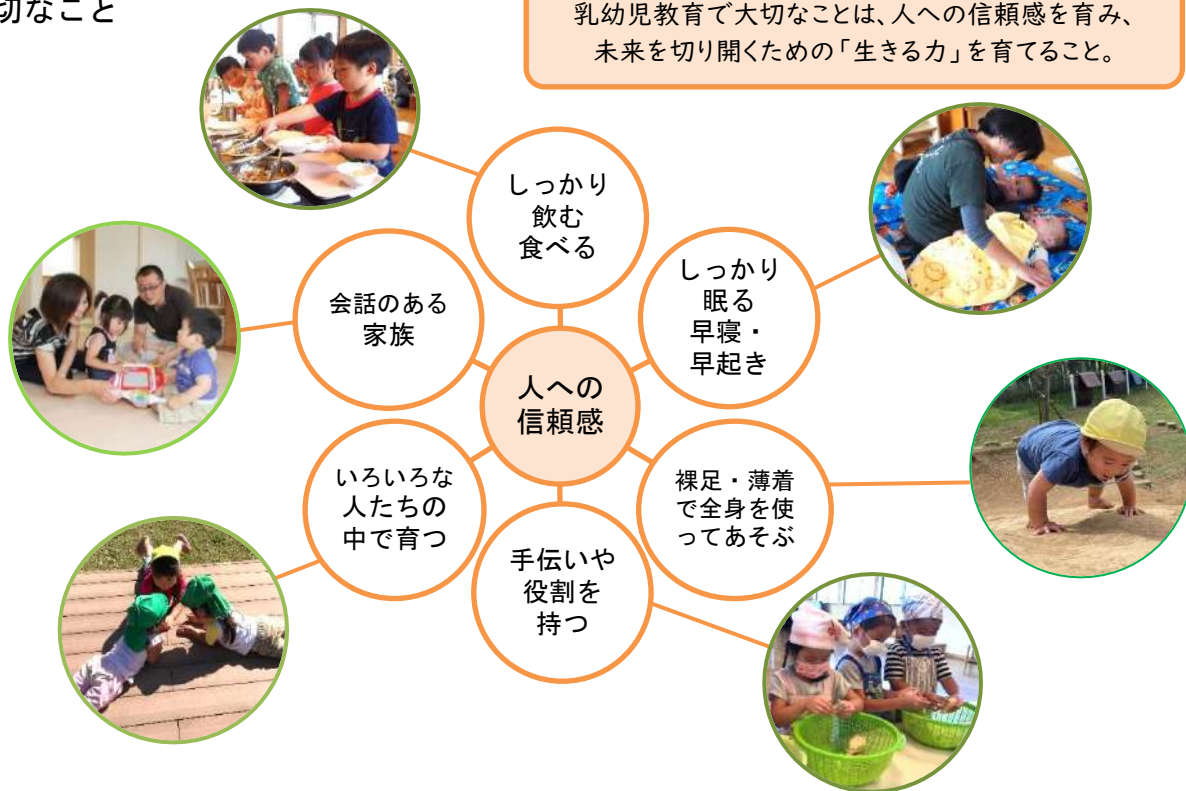 切なこと
乳幼児教育で大切なことは、人への信頼感を育み、
未来を切り開くための「生きる力」を育てること。
しっかり
飲む
食べる
しっかり
眠る
早寝・
早起き
会話のある
家族
人への
信頼感
いろいろな
人たちの
中で育つ
裸足・薄着
で全身を使
ってあそぶ
手伝いや
役割を
持つ